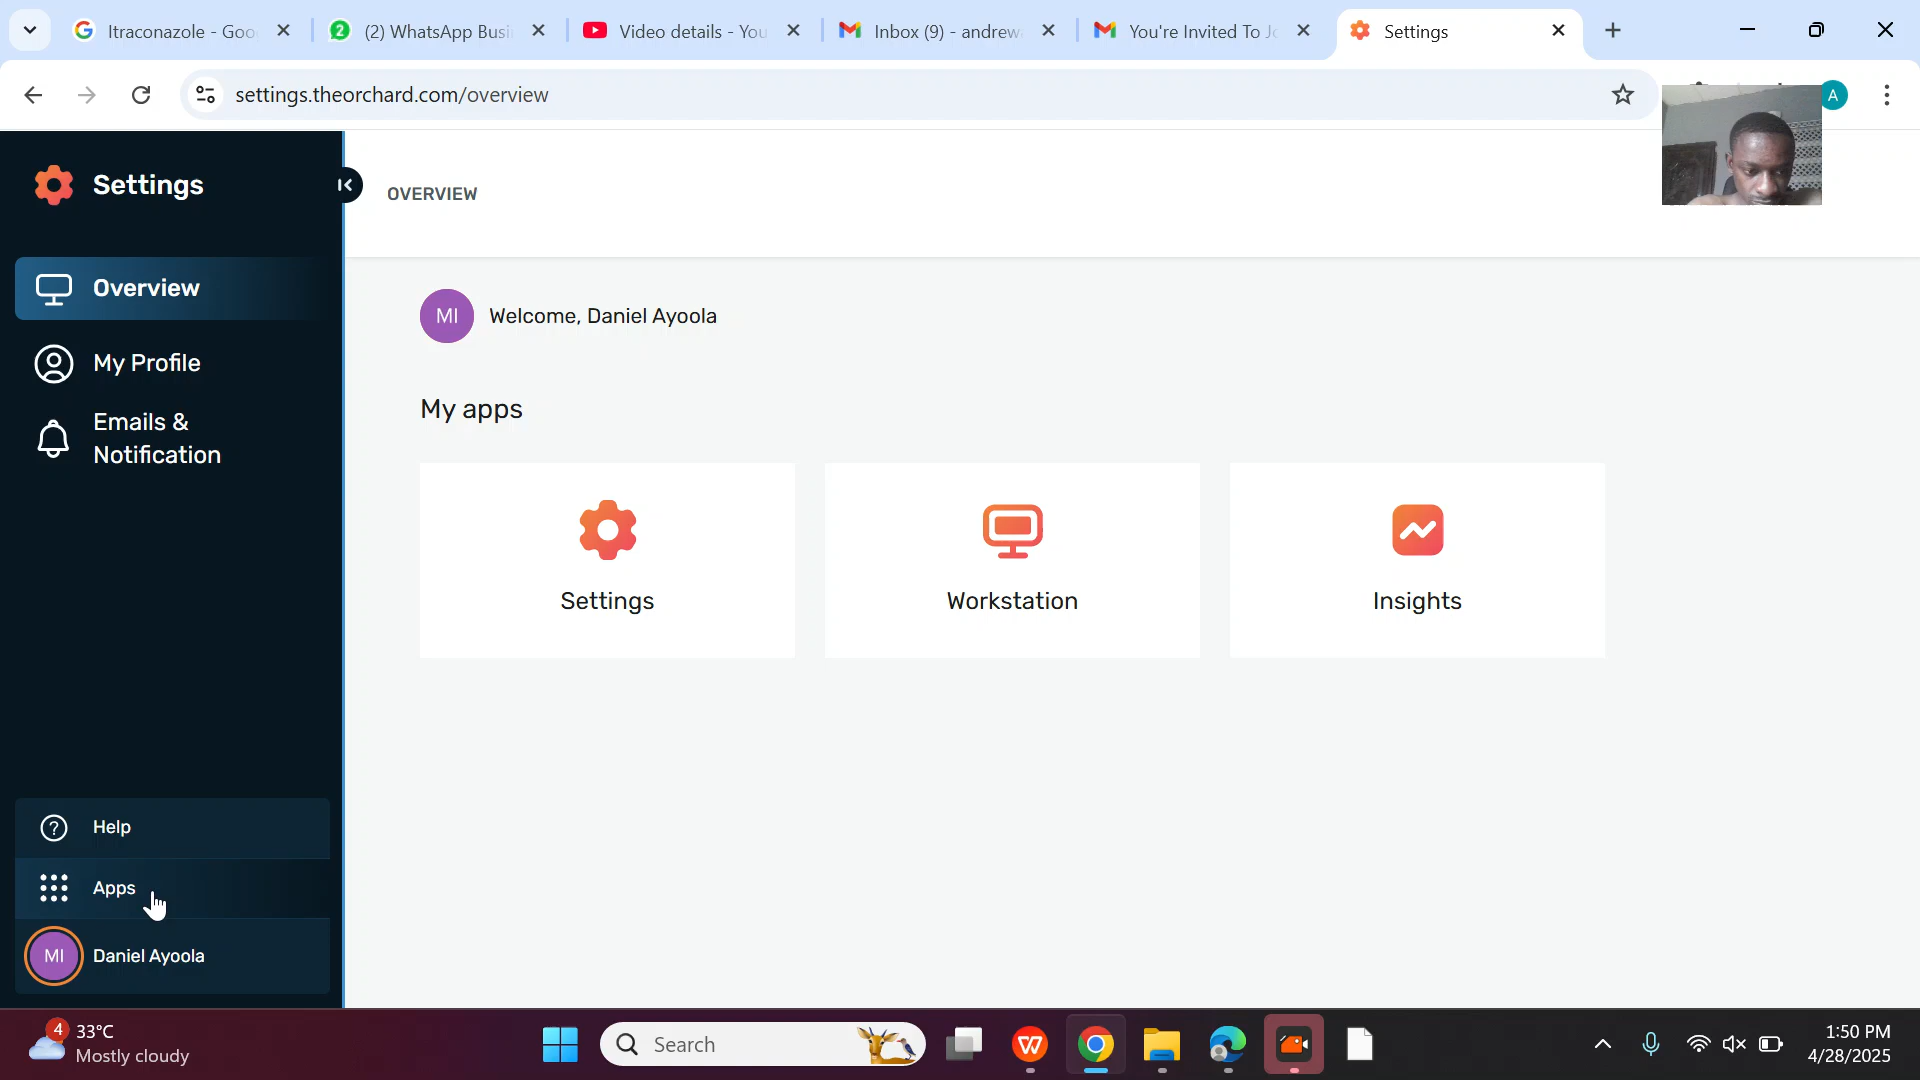 Itraconazole - Goo
(2) WhatsApp Busi
Video details - You
Inbox (9) - andrew
You're Invited To Jo
Settings
settings.theorchard.com/overview
A
Settings
OVERVIEW
Overview
My Profile
Emails &
Notification
MI
Welcome, Daniel Ayoola
My apps
Settings
Workstation
Insights
Help
Apps
MI
Daniel Ayoola
4
33°C
Mostly cloudy
Search
1:50 PM
4/28/2025